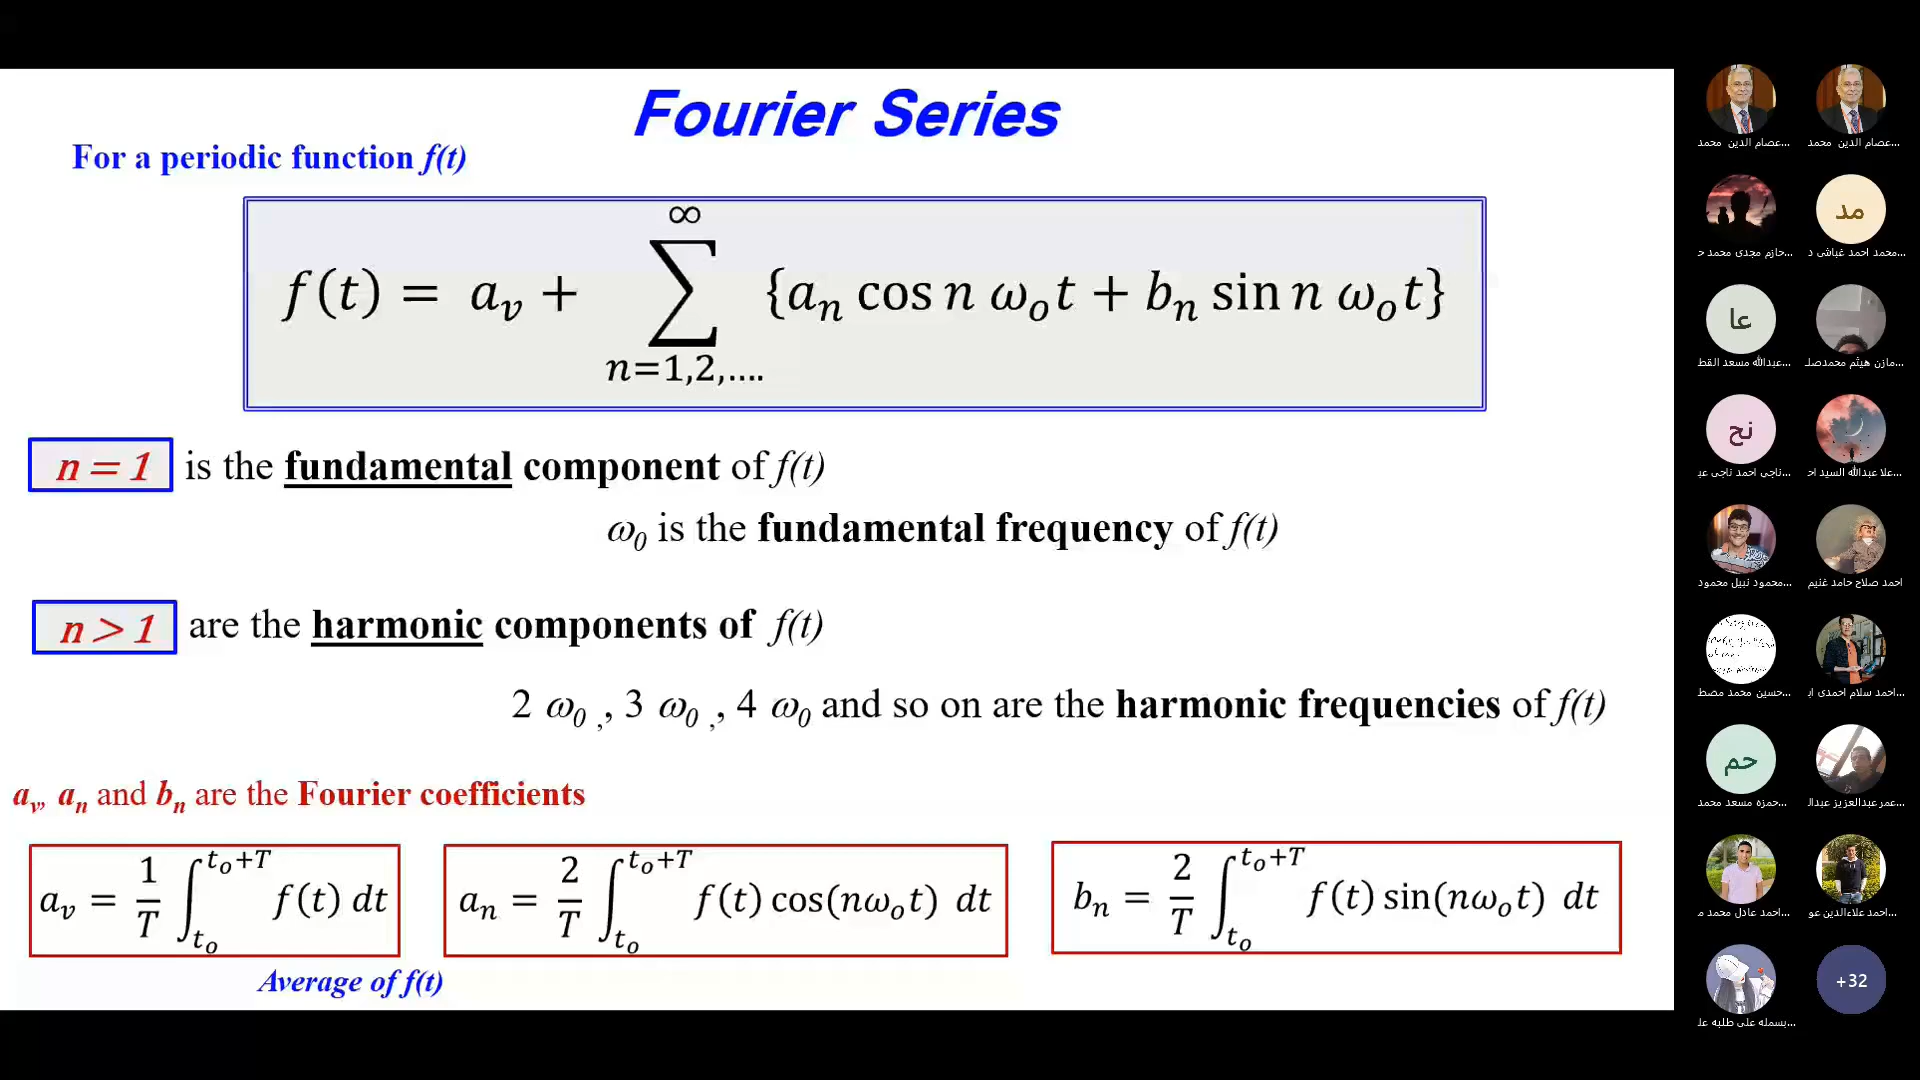 Fourier Series
For a periodic function f(t)
f(t) = a_v + ∑_{n=1,2,....}^{∞} {a_n cos n ω_o t + b_n sin n ω_o t}
n = 1 is the fundamental component of f(t)
ω_0 is the fundamental frequency of f(t)
n > 1 are the harmonic components of f(t)
2 ω_0 ,, 3 ω_0 ,, 4 ω_0 and so on are the harmonic frequencies of f(t)
a_v, a_n and b_n are the Fourier coefficients
a_v = 1/T ∫_{t_o}^{t_o+T} f(t) dt
a_n = 2/T ∫_{t_o}^{t_o+T} f(t) cos(nω_o t) dt
b_n = 2/T ∫_{t_o}^{t_o+T} f(t) sin(nω_o t) dt
Average of f(t)
عصام الدين محمد...
عصام الدين محمد...
حازم مجدى محمد ح...
مد
محمد احمد غباشى د...
عا
عبدالله مسعد القط...
مازن هيثم محمدصل...
نح
ناجى احمد ناجى عب...
علا عبدالله السيد اح...
محمود نبيل محمود...
احمد صلاح حامد غنيم
حسين محمد مصط...
احمد سلام احمدى اب...
حم
حمزه مسعد محمد...
عمر عبدالعزيز عبدال...
احمد عادل محمد م...
احمد علاءالدين عو...
بسمله على طلبه عل...
+32